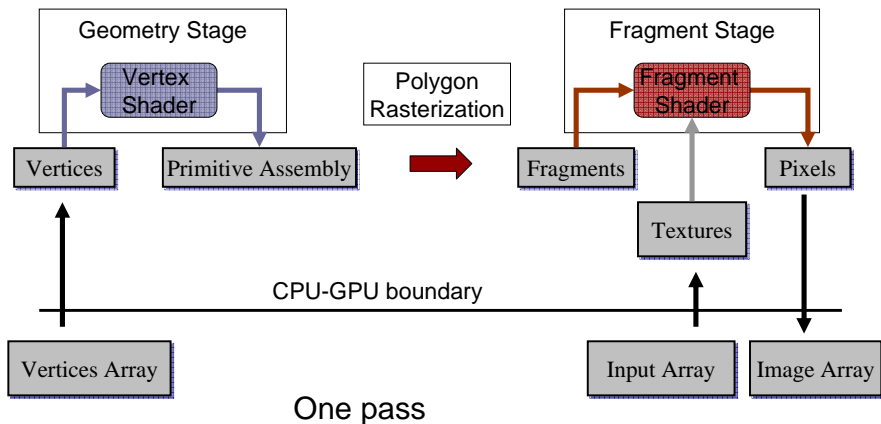 Geometry Stage
Vertex
Shader
Vertices
Primitive Assembly
Polygon
Rasterization
Fragment Stage
Fragment
Shader
Fragments
Pixels
Textures
CPU-GPU boundary
Vertices Array
Input Array
Image Array
One pass